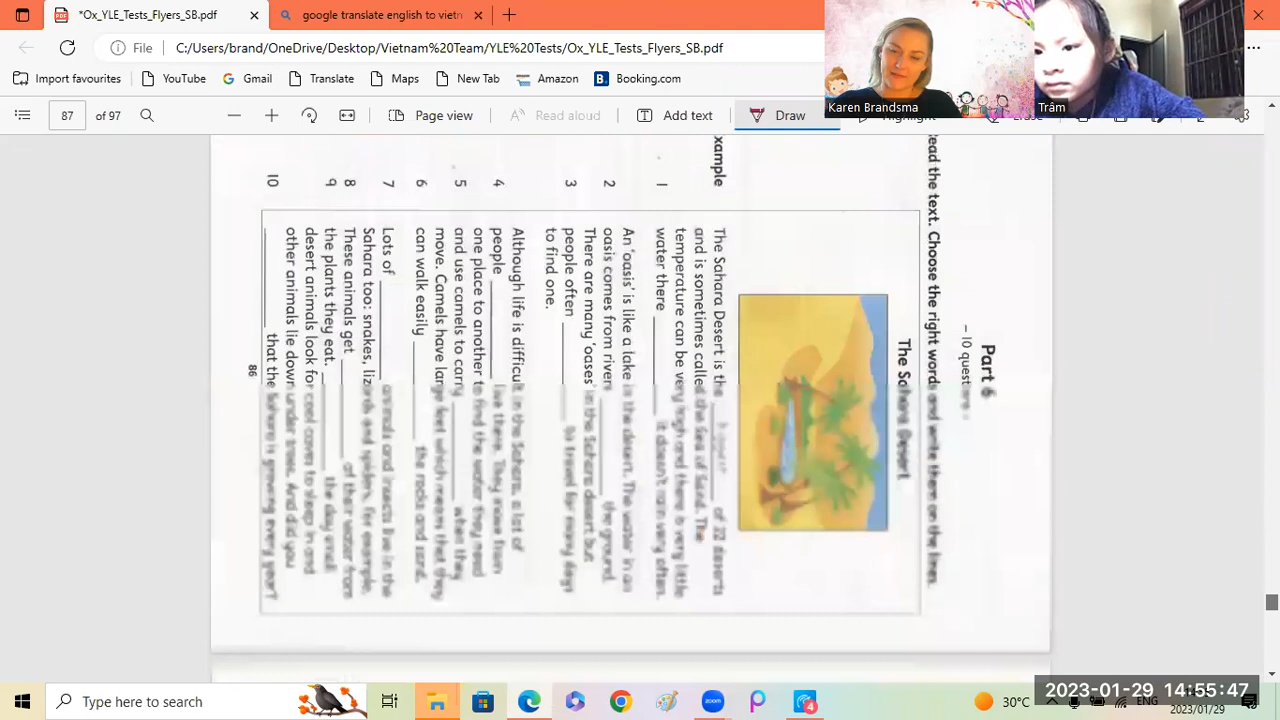 *Ox_YLE_Tests_Flyers_SB.pdf
google translate english to vietn
File
C:/Users/brand/OneDrive/Desktop/Vietnam%20Team/YLE%20Tests/Ox_YLE_Tests_Flyers_SB.pdf
Import favourites
YouTube
Gmail
Translate
Maps
New Tab
Amazon
B.
Booking.com
87
of 97
Page view
Read aloud
Add text
Draw
Karen Brandsma
Trâm
Part 6
– 10 questions –
Read the text. Choose the right words and write them on the lines.
The Sahara Desert
xample
The Sahara Desert is the of 22 deserts
and is sometimes called the Sea of Sand. The
temperature can be very high and there is very little
1 water there it doesn't rain very often.
An 'oasis' is like a lake in the desert. The water in an
2 oasis comes from rivers the ground.
There are many 'oases' in the Sahara desert but
3 people often to travel for many days
to find one.
Although life is difficult in the Sahara, a lot of
4 people there. They move from
one place to another to find the water they need
5 and use camels to carry when they
move. Camels have large feet which means that they
6 can walk easily the rocks and sand.
7 Lots of animals and insects live in the
Sahara too: snakes, lizards and spiders, for example.
8 These animals get of their water from
9 the plants they eat. the day, small
desert animals look for cool caves to sleep in and
other animals lie down under trees. And did you
10 that the is growing every year?
86
Type here to search
zoom
4
30°C
ENG
2023-01-29 14:55:47
2023/01/29